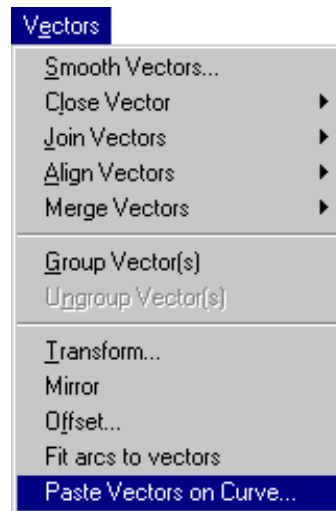 Vectors
Smooth Vectors...
Close Vector
Join Vectors
Align Vectors
Merge Vectors
Group Vector(s)
Ungroup Vector(s)
Transform...
Mirror
Offset...
Fit arcs to vectors
Paste Vectors on Curve...